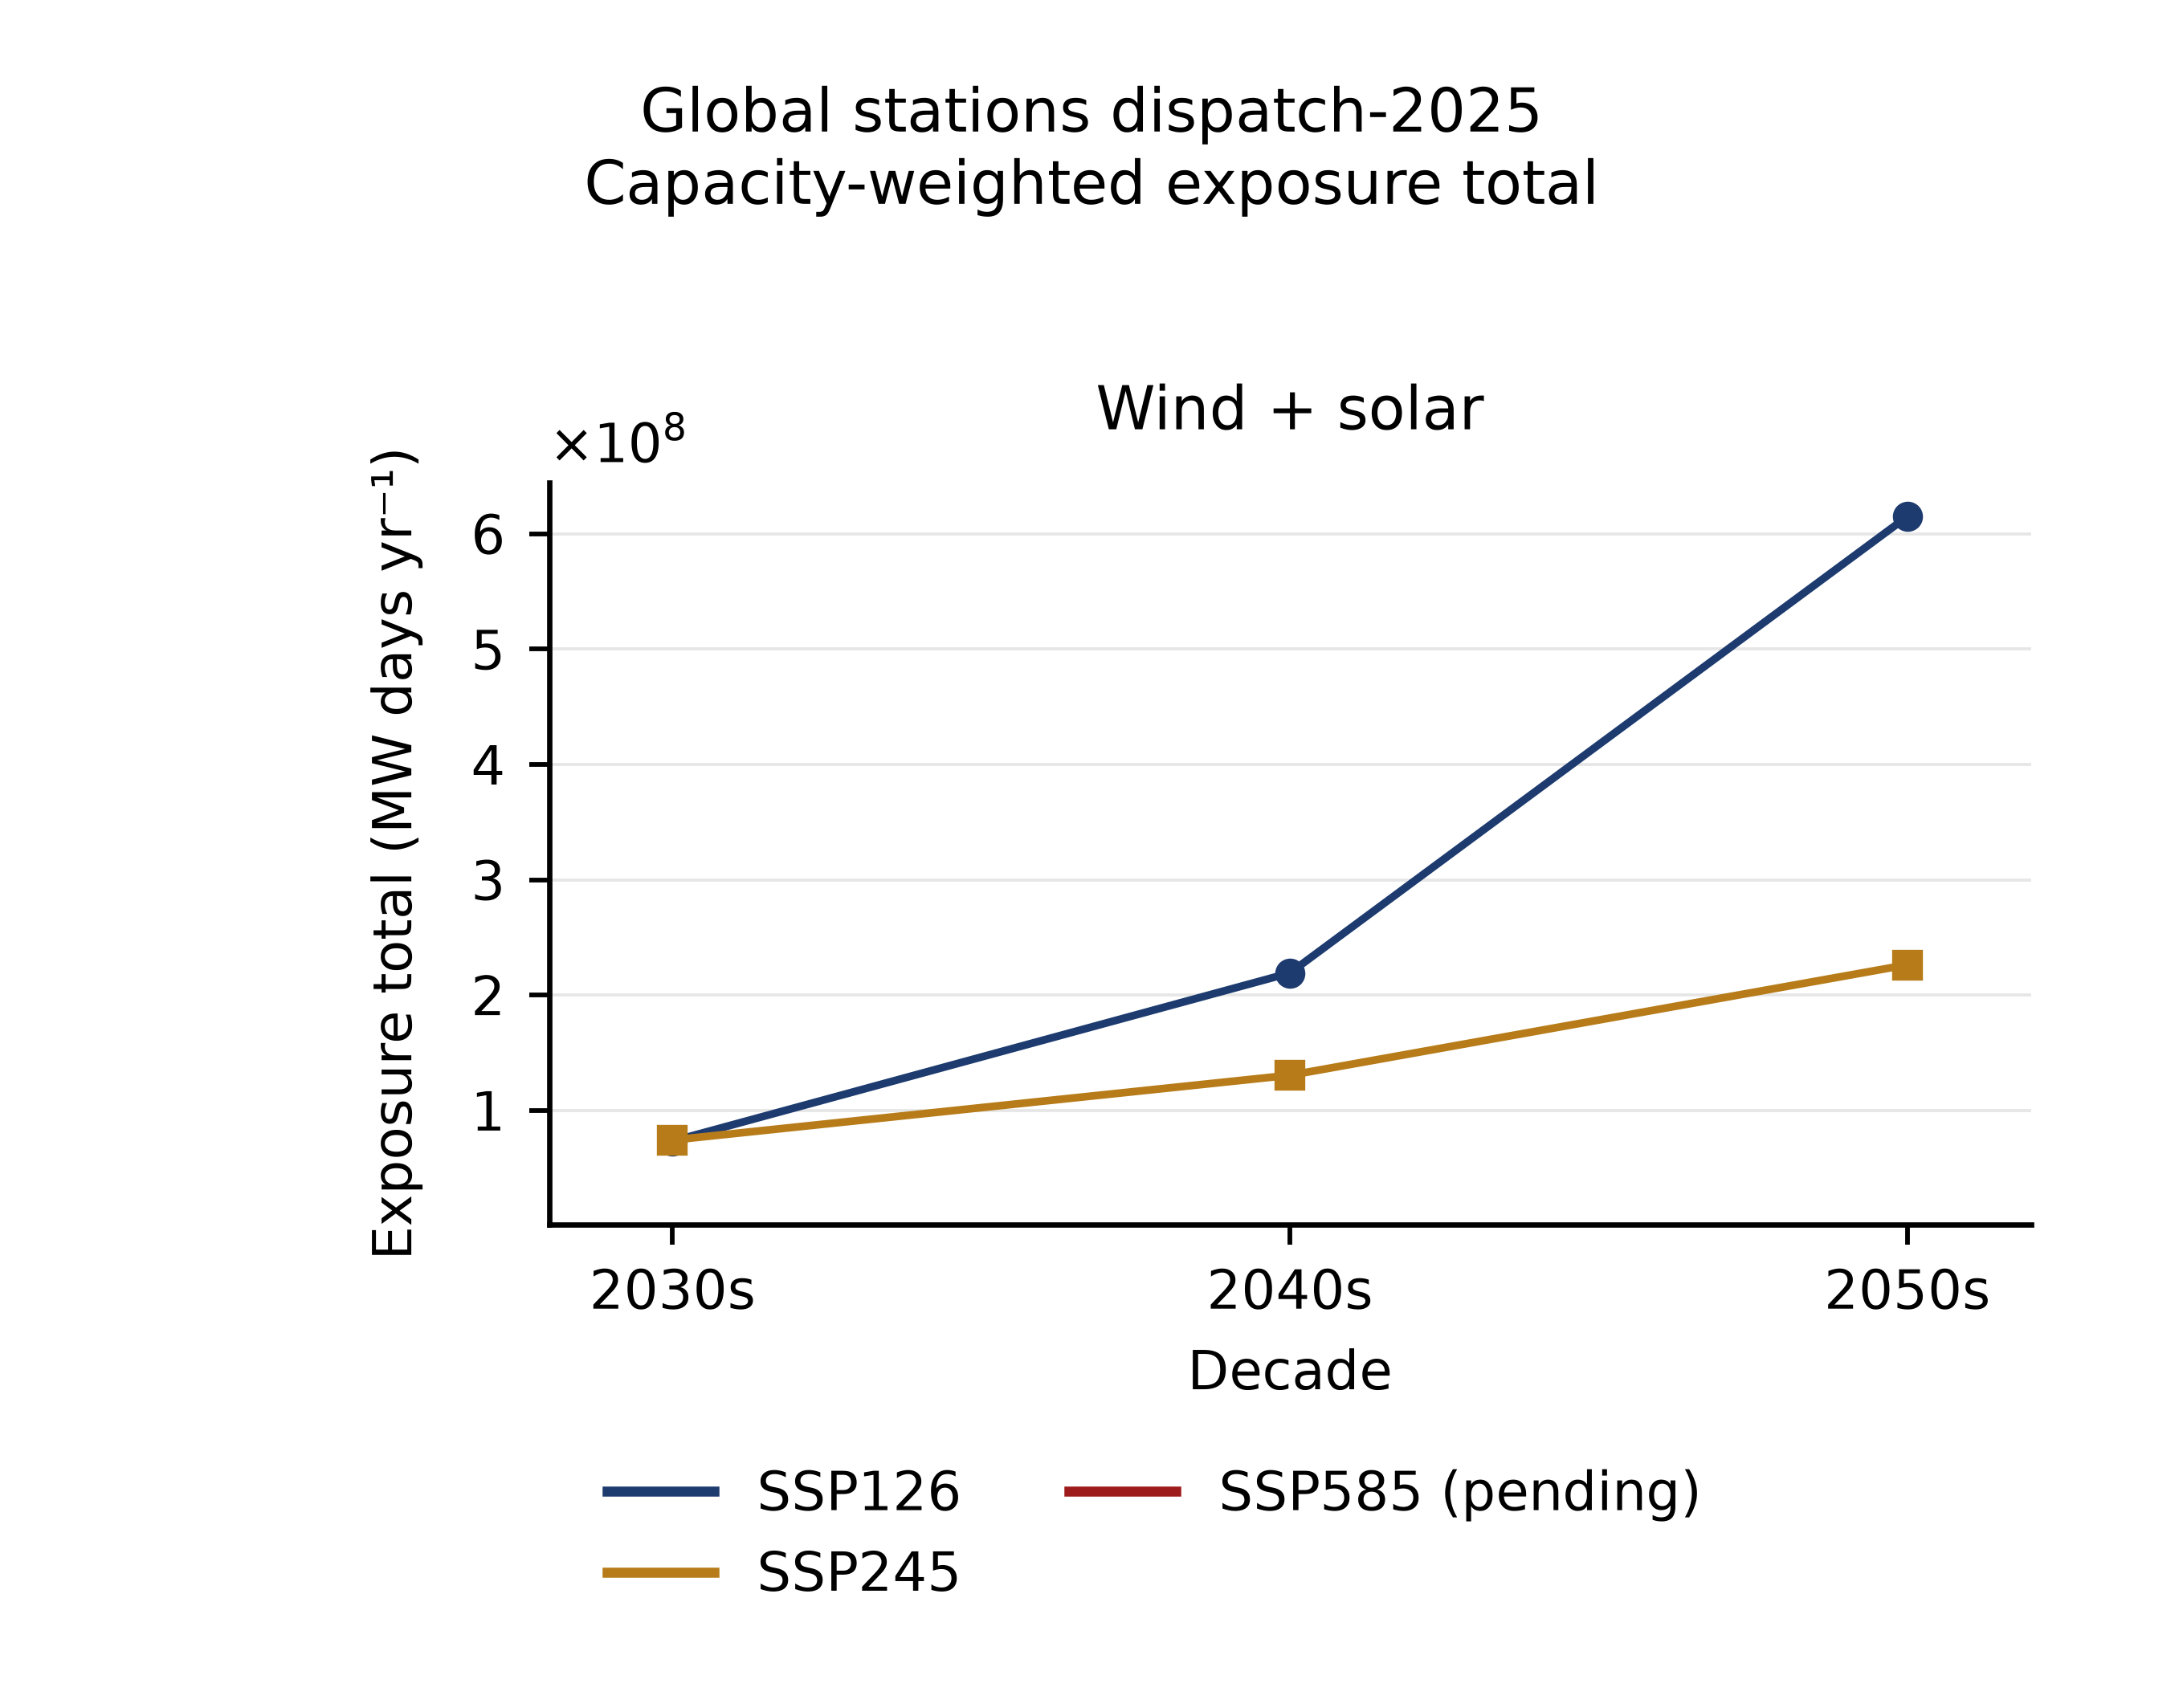 Global stations dispatch-2025
Capacity-weighted exposure total
Wind + solar
×10⁸
Exposure total (MW days yr⁻¹)
6
5
4
3
2
1
2030s 2040s 2050s
Decade
SSP126 SSP585 (pending)
SSP245